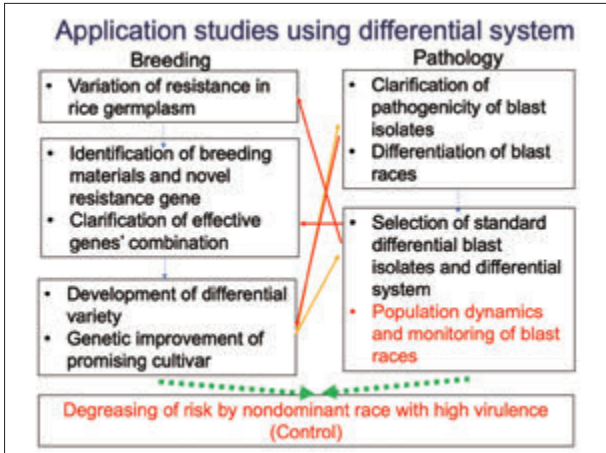 Application studies using differential system
Breeding
• Variation of resistance in
rice germplasm
• Identification of breeding
materials and novel
resistance gene
• Clarification of effective
genes' combination
• Development of differential
variety
• Genetic improvement of
promising cultivar
Pathology
• Clarification of
pathogenicity of blast
isolates
• Differentiation of blast
races
• Selection of standard
differential blast
isolates and differential
system
• Population dynamics
and monitoring of blast
races
Degreasing of risk by nondominant race with high virulence
(Control)